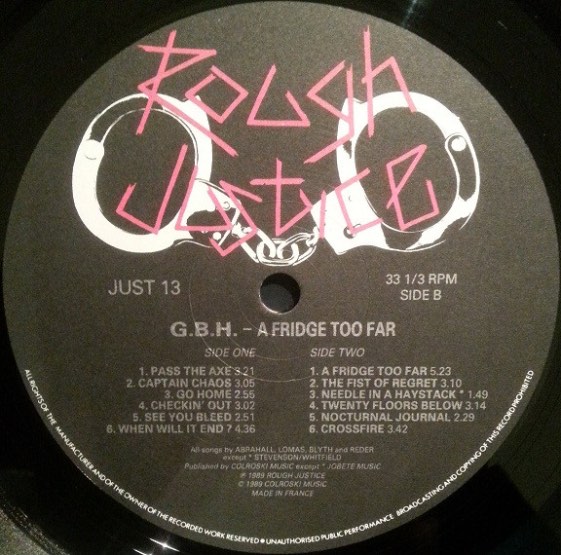 Rough
Justice
JUST 13
33 1/3 RPM
SIDE B
G.B.H. – A FRIDGE TOO FAR
SIDE ONE
1. PASS THE AXE 3.21
2. CAPTAIN CHAOS 3.05
3. GO HOME 2.55
4. CHECKIN' OUT 3.02
5. SEE YOU BLEED 2.51
6. WHEN WILL IT END ? 4.36
SIDE TWO
1. A FRIDGE TOO FAR 5.23
2. THE FIST OF REGRET 3.10
3. NEEDLE IN A HAYSTACK * 1.49
4. TWENTY FLOORS BELOW 3.14
5. NOCTURNAL JOURNAL 2.29
6. CROSSFIRE 3.42
All songs by ABRAHALL, LOMAS, BLYTH and REDER
except * STEVENSON/WHITFIELD
Published by COLROSKI MUSIC except * JOBETE MUSIC
℗ 1989 ROUGH JUSTICE
© 1989 COLROSKI MUSIC
MADE IN FRANCE
ALL RIGHTS OF THE MANUFACTURER AND OF THE OWNER OF THE RECORDED WORK RESERVED ● UNAUTHORISED PUBLIC PERFORMANCE BROADCASTING AND COPYING OF THIS RECORD PROHIBITED